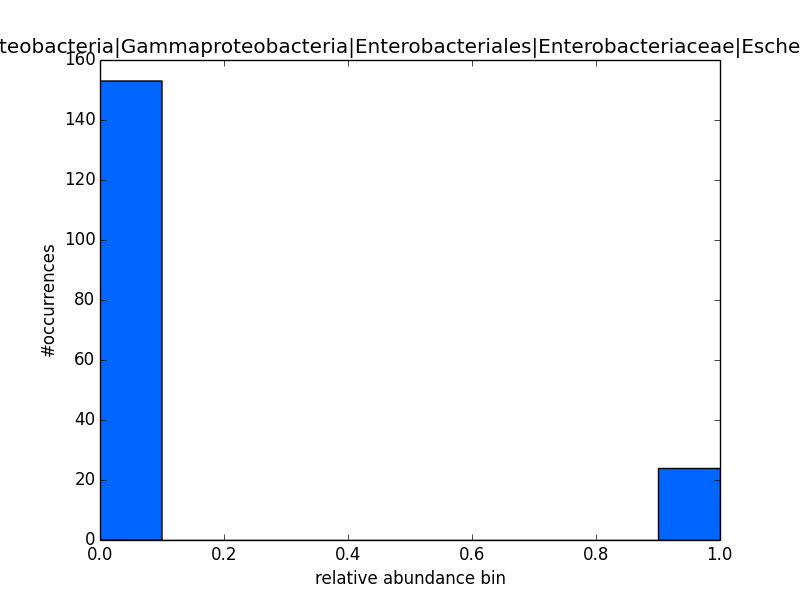 teobacteria|Gammaproteobacteria|Enterobacteriales|Enterobacteriaceae|Esche
160
140
120
100
80
60
40
20
0
#occurrences
0.0 0.2 0.4 0.6 0.8 1.0
relative abundance bin